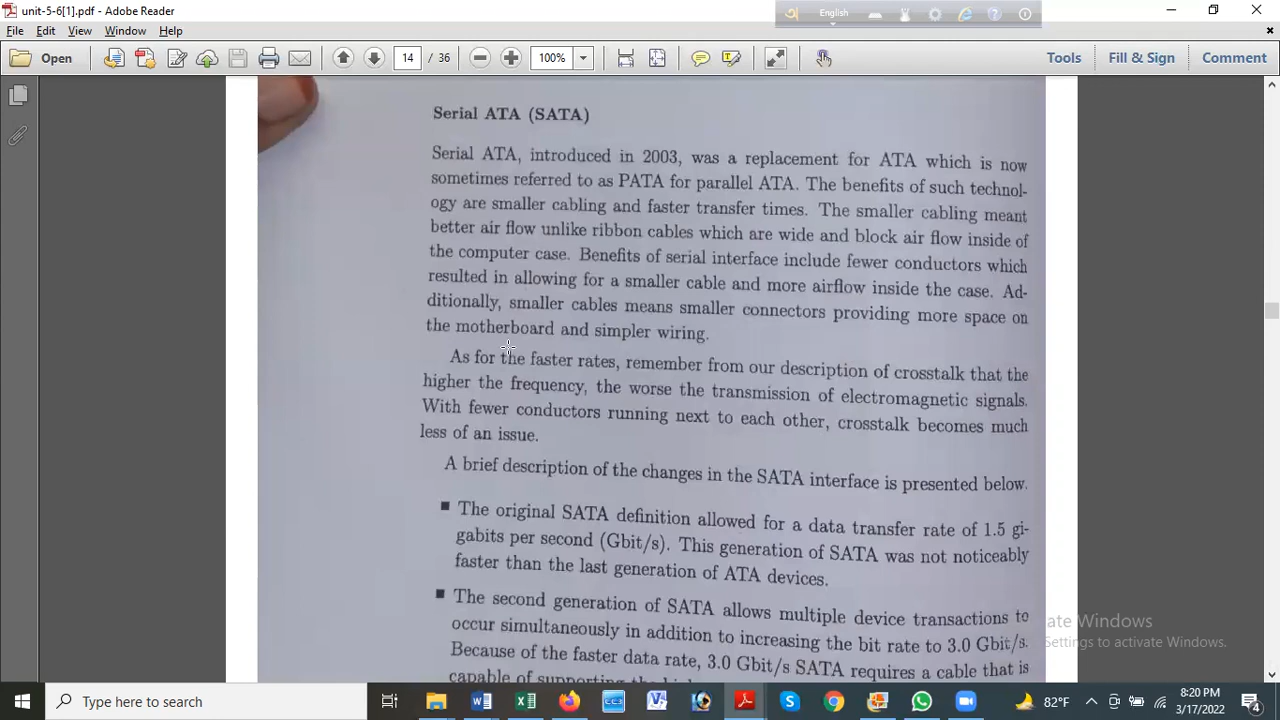 unit-5-6[1].pdf - Adobe Reader
English
File Edit View Window Help
Open
14 / 36
100%
Tools Fill & Sign Comment
Serial ATA (SATA)
Serial ATA, introduced in 2003, was a replacement for ATA which is now
sometimes referred to as PATA for parallel ATA. The benefits of such technol-
ogy are smaller cabling and faster transfer times. The smaller cabling meant
better air flow unlike ribbon cables which are wide and block air flow inside of
the computer case. Benefits of serial interface include fewer conductors which
resulted in allowing for a smaller cable and more airflow inside the case. Ad-
ditionally, smaller cables means smaller connectors providing more space on
the motherboard and simpler wiring.
As for the faster rates, remember from our description of crosstalk that the
higher the frequency, the worse the transmission of electromagnetic signals.
With fewer conductors running next to each other, crosstalk becomes much
less of an issue.
A brief description of the changes in the SATA interface is presented below.
■ The original SATA definition allowed for a data transfer rate of 1.5 gi-
gabits per second (Gbit/s). This generation of SATA was not noticeably
faster than the last generation of ATA devices.
■ The second generation of SATA allows multiple device transactions to
occur simultaneously in addition to increasing the bit rate to 3.0 Gbit/s.
Because of the faster data rate, 3.0 Gbit/s SATA requires a cable that is
capable of supporting the
ate Windows
Settings to activate Windows.
Type here to search
82°F
8:20 PM
3/17/2022
4